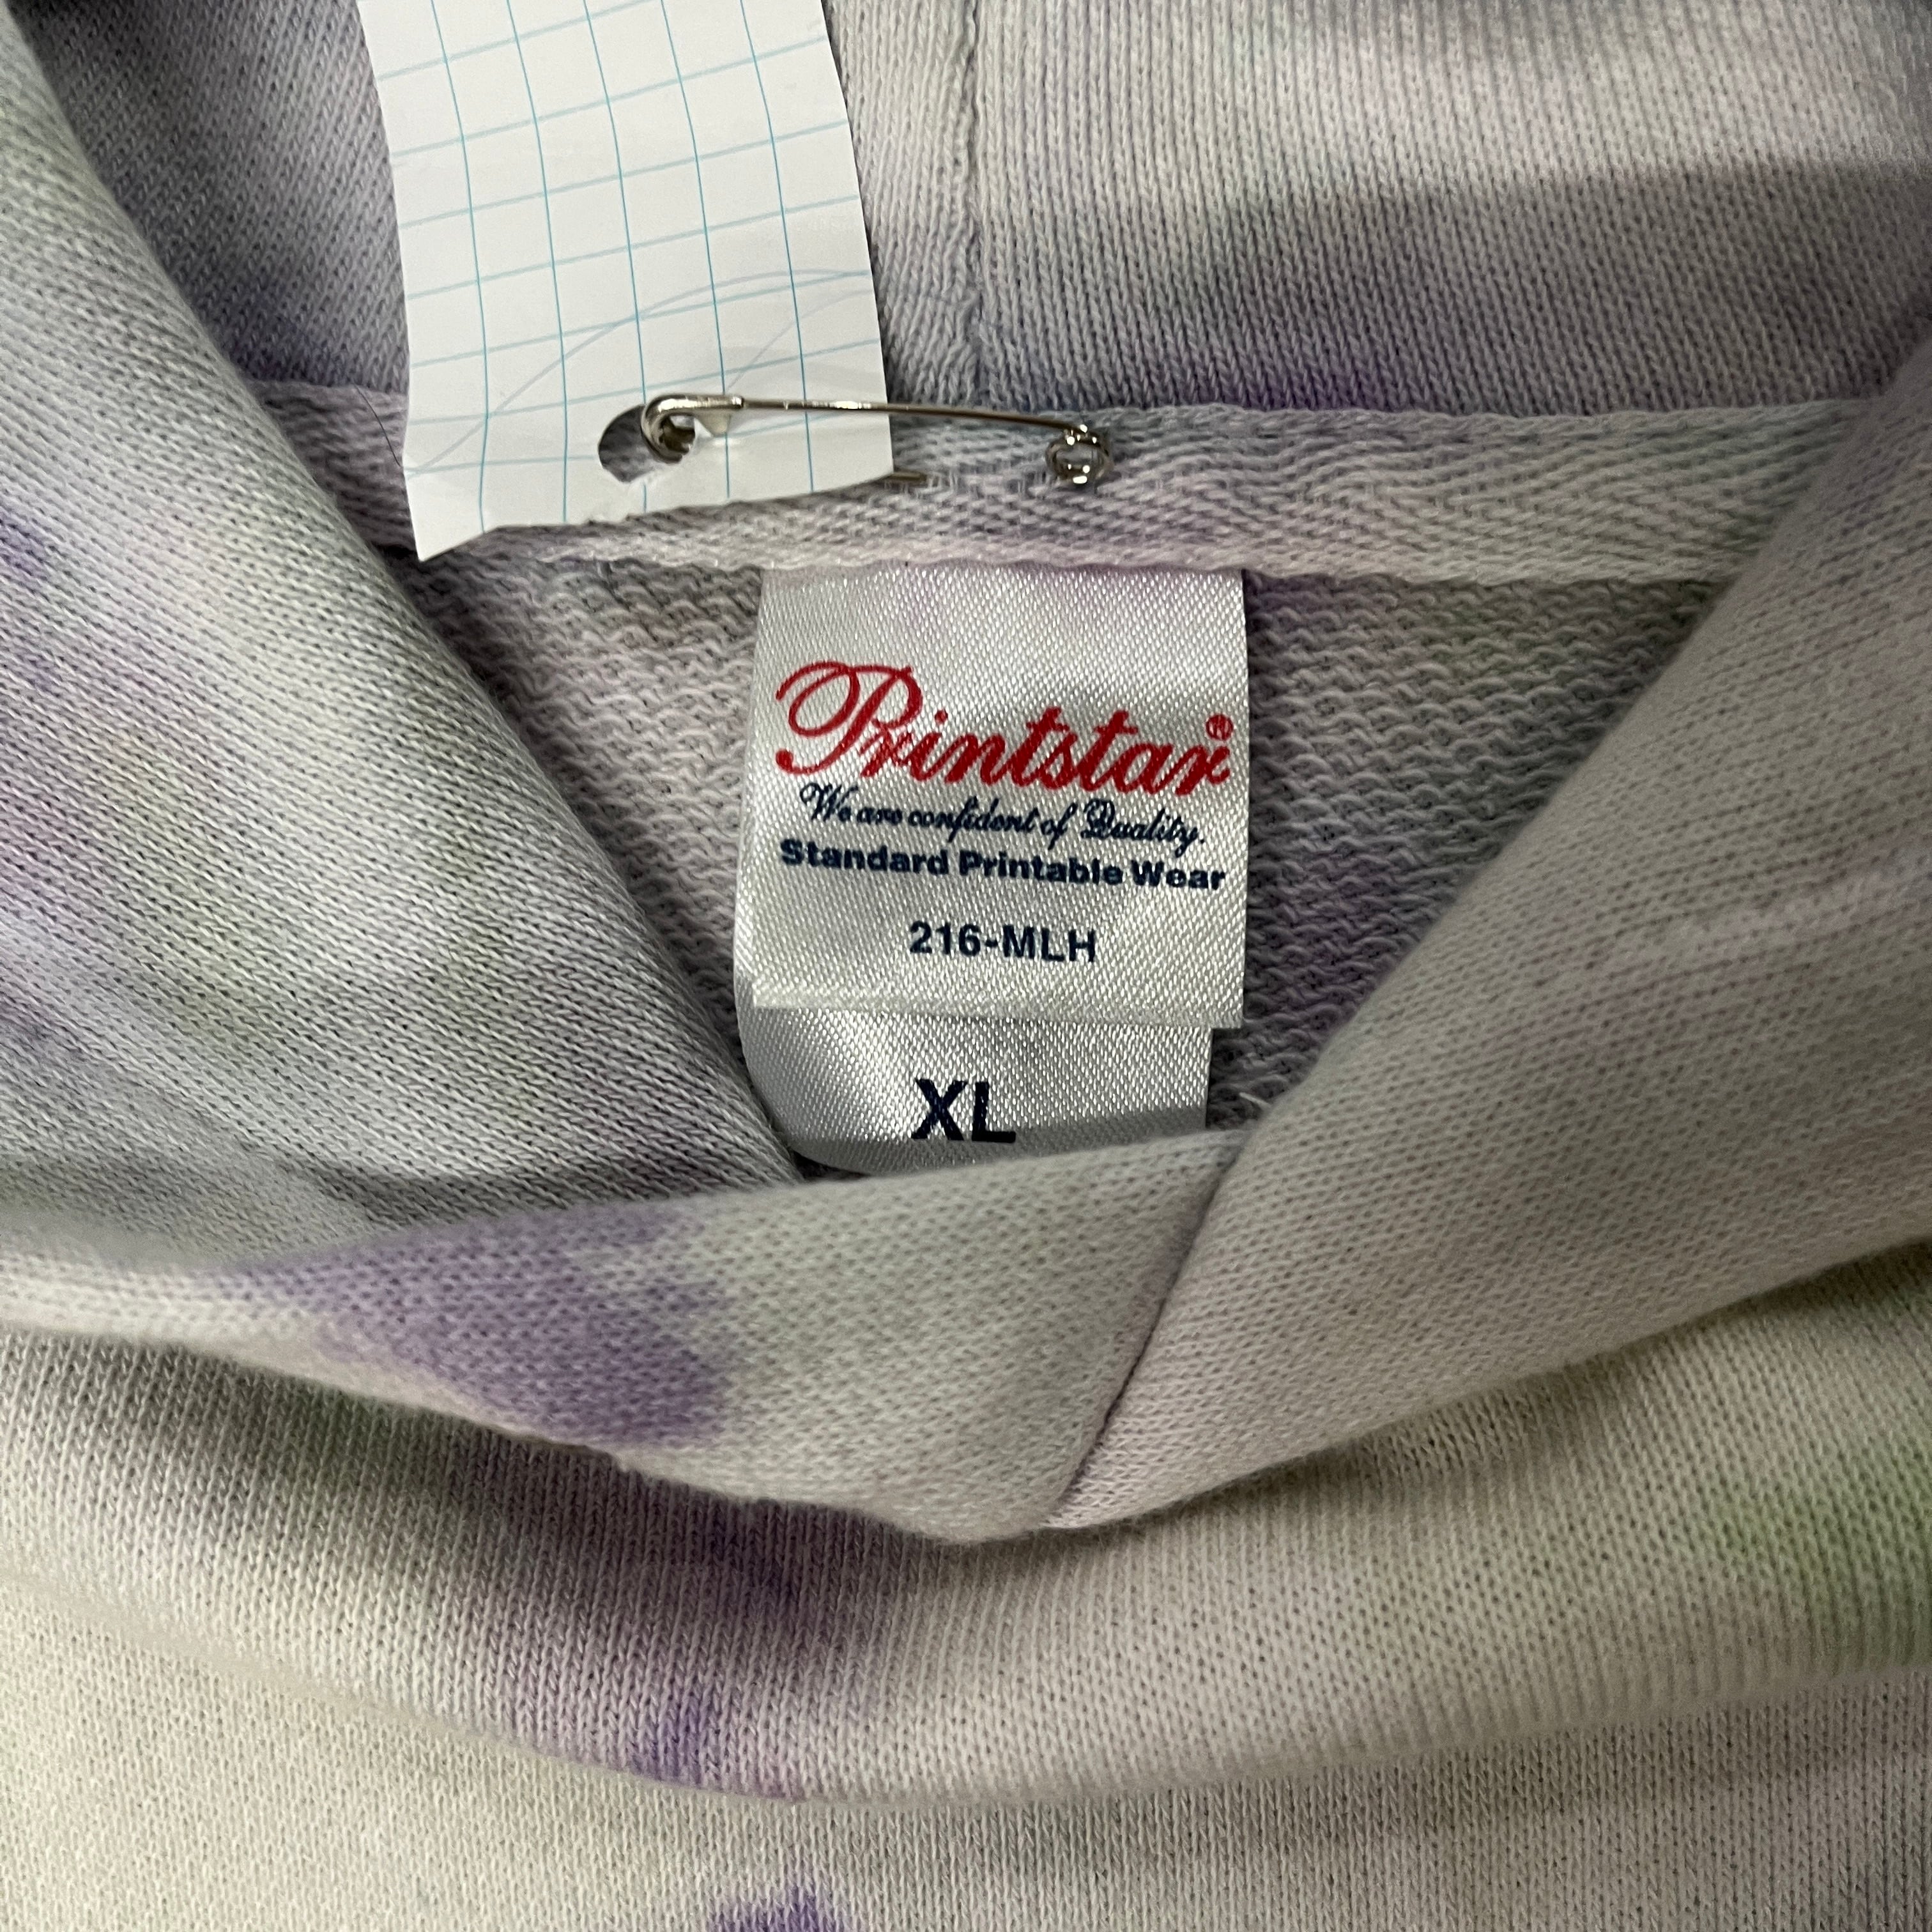 Printstar®
We are confident of Quality.
Standard Printable Wear
216-MLH
XL